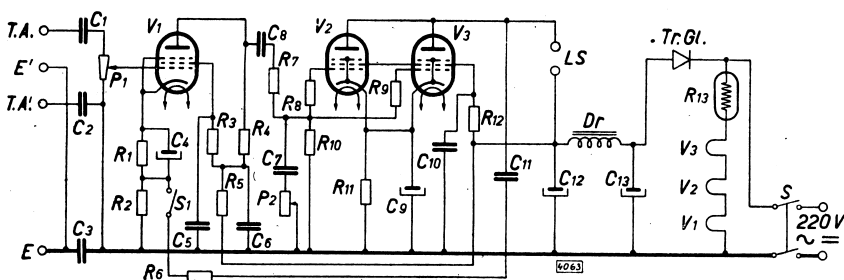 T.A.
E'
T.A'.
E
C1
C2
C3
P1
V1
R1
R2
C4
S1
R3
R4
R5
C5
C6
R6
C8
R7
R8
C7
P2
R10
V2
R9
R11
V3
C9
C10
R12
C11
LS
C12
Dr
C13
Tr.Gl.
R13
V3
V2
V1
S
220V
~ =
4063